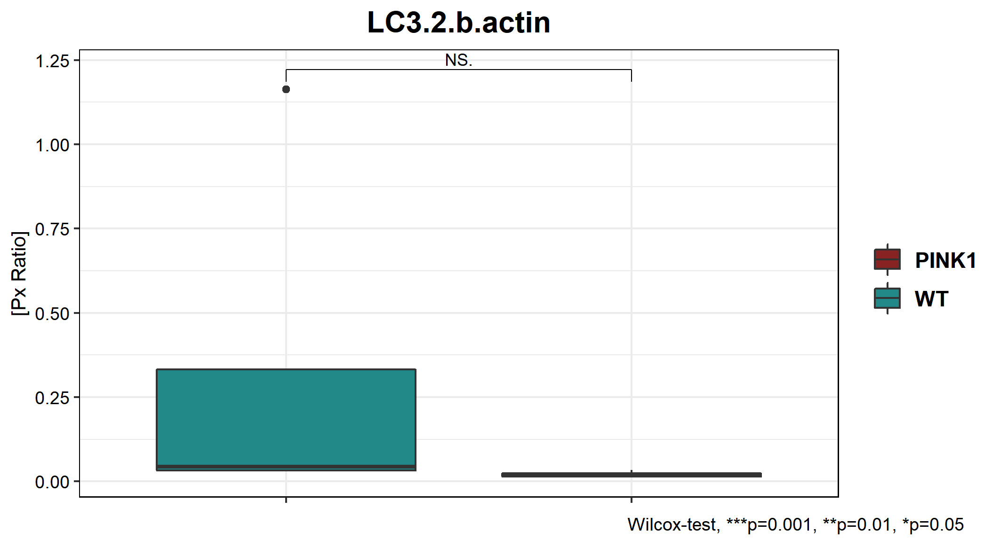 LC3.2.b.actin
NS.
1.25
1.00
0.75
0.50
0.25
0.00
[Px Ratio]
PINK1
WT
Wilcox-test, ***p=0.001, **p=0.01, *p=0.05